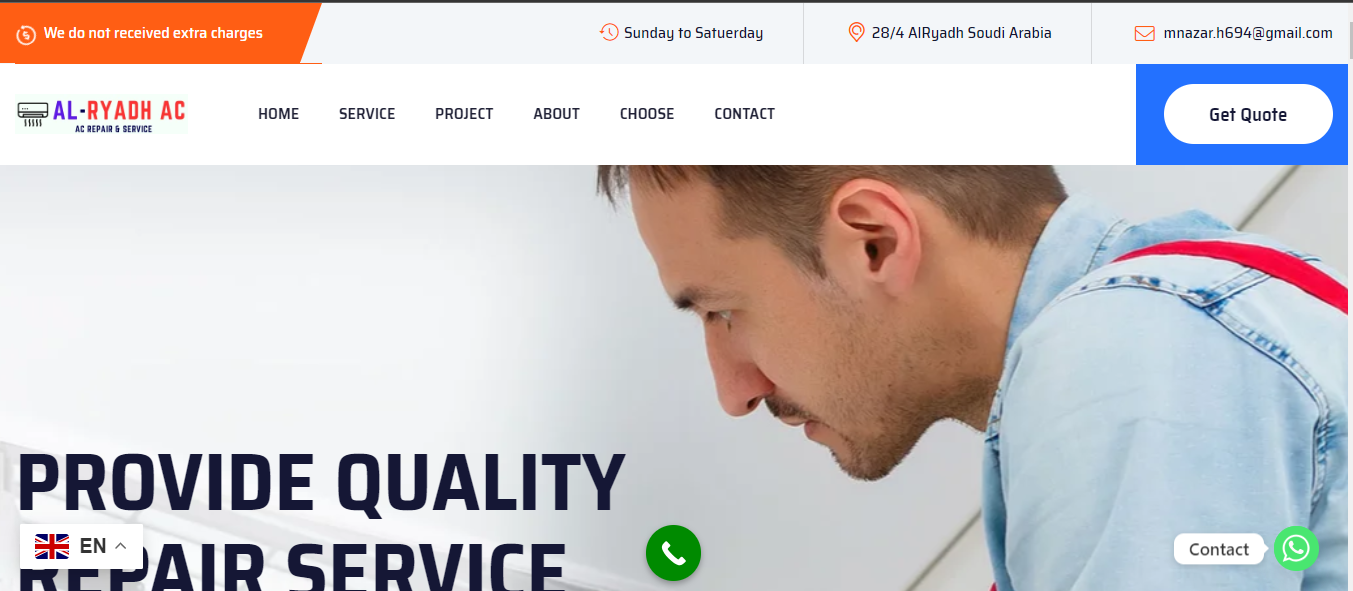 We do not received extra charges
Sunday to Satuerday
28/4 AlRyadh Soudi Arabia
mnazar.h694@gmail.com
AL-RYADH AC
AC REPAIR & SERVICE
HOME SERVICE PROJECT ABOUT CHOOSE CONTACT
Get Quote
PROVIDE QUALITY
REPAIR SERVICE
EN
Contact